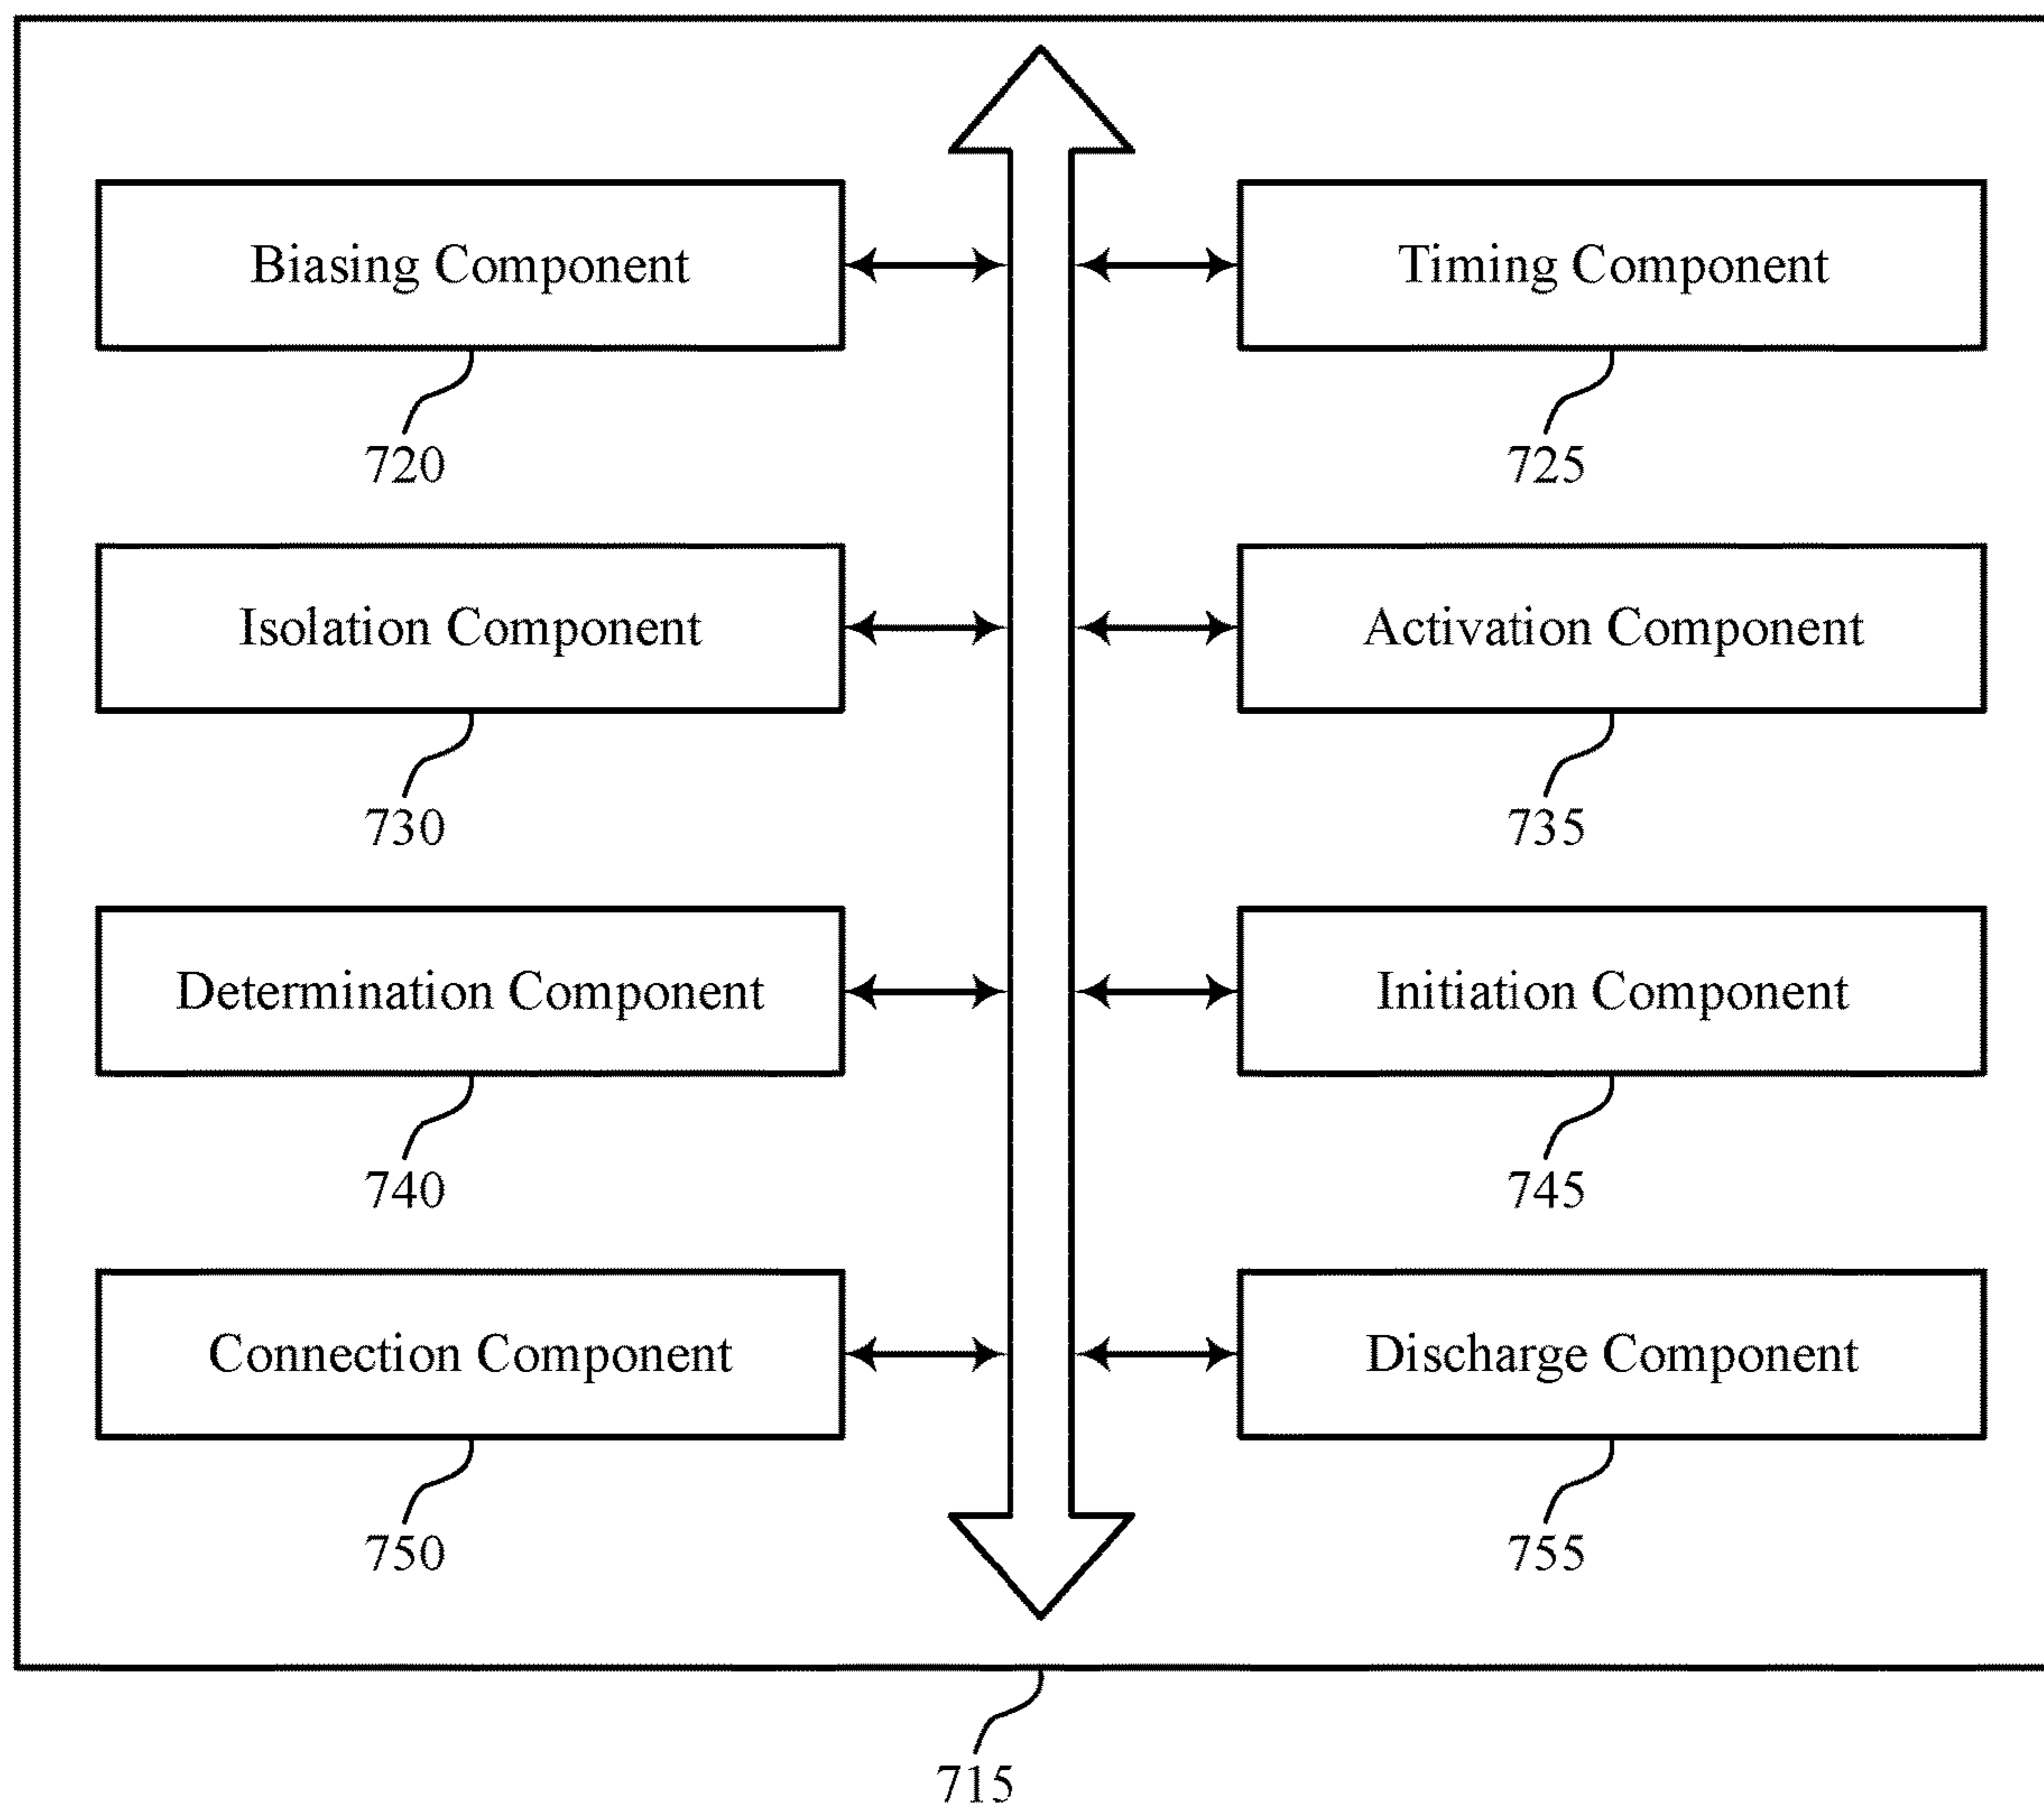 Biasing Component
Timing Component
720
725
Isolation Component
Activation Component
730
735
Determination Component
Initiation Component
740
745
Connection Component
Discharge Component
750
755
715